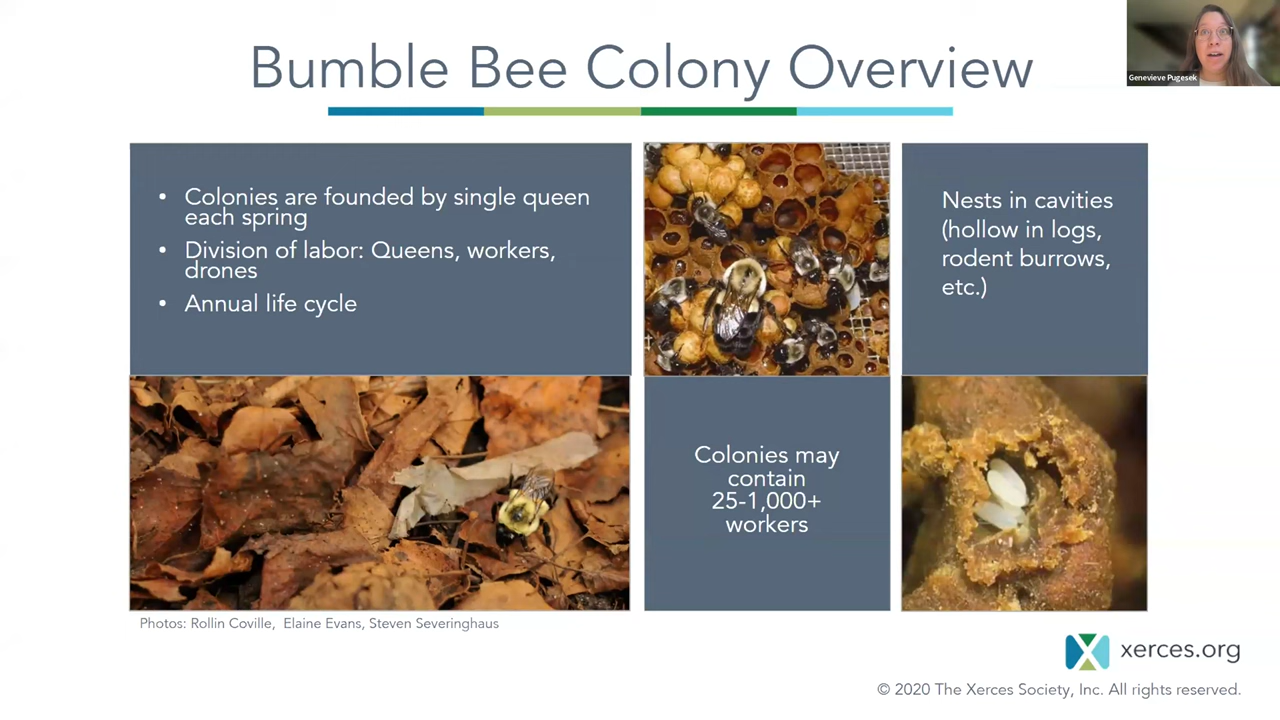 Bumble Bee Colony Overview
Genevieve Pugesek
• Colonies are founded by single queen
each spring
• Division of labor: Queens, workers,
drones
• Annual life cycle
Nests in cavities
(hollow in logs,
rodent burrows,
etc.)
Colonies may
contain
25-1,000+
workers
Photos: Rollin Coville, Elaine Evans, Steven Severinghaus
xerces.org
© 2020 The Xerces Society, Inc. All rights reserved.